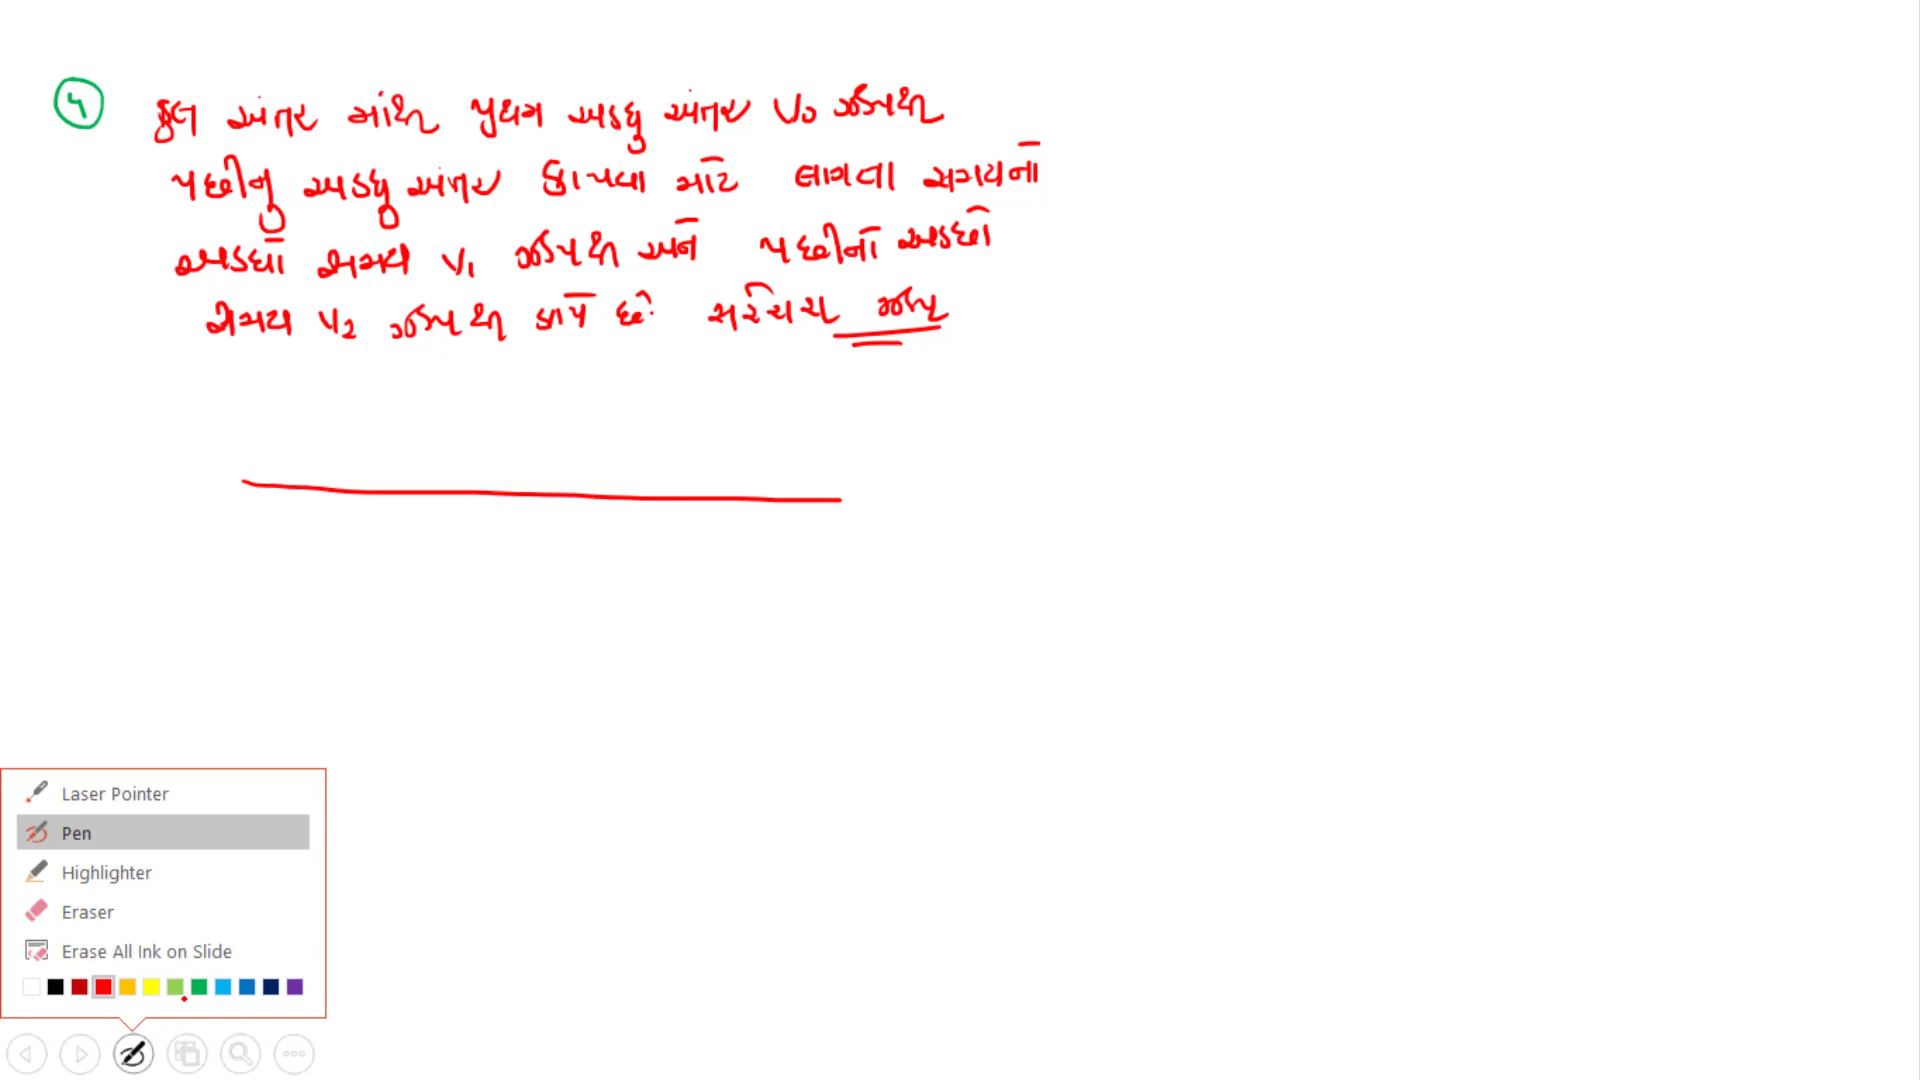 ૫
કુલ અંતર માંથી પ્રથમ અડધુ અંતર V₀ ઝડપથી
પછીનુ અડધુ અંતર કાપવા માટે લાગતા સમયનો
અડધો સમય V₁ ઝડપથી અને પછીનો અડધો
સમય V₂ ઝડપથી કાપે છે. સરેરાશ ઝડપ
Laser Pointer
Pen
Highlighter
Eraser
Erase All Ink on Slide